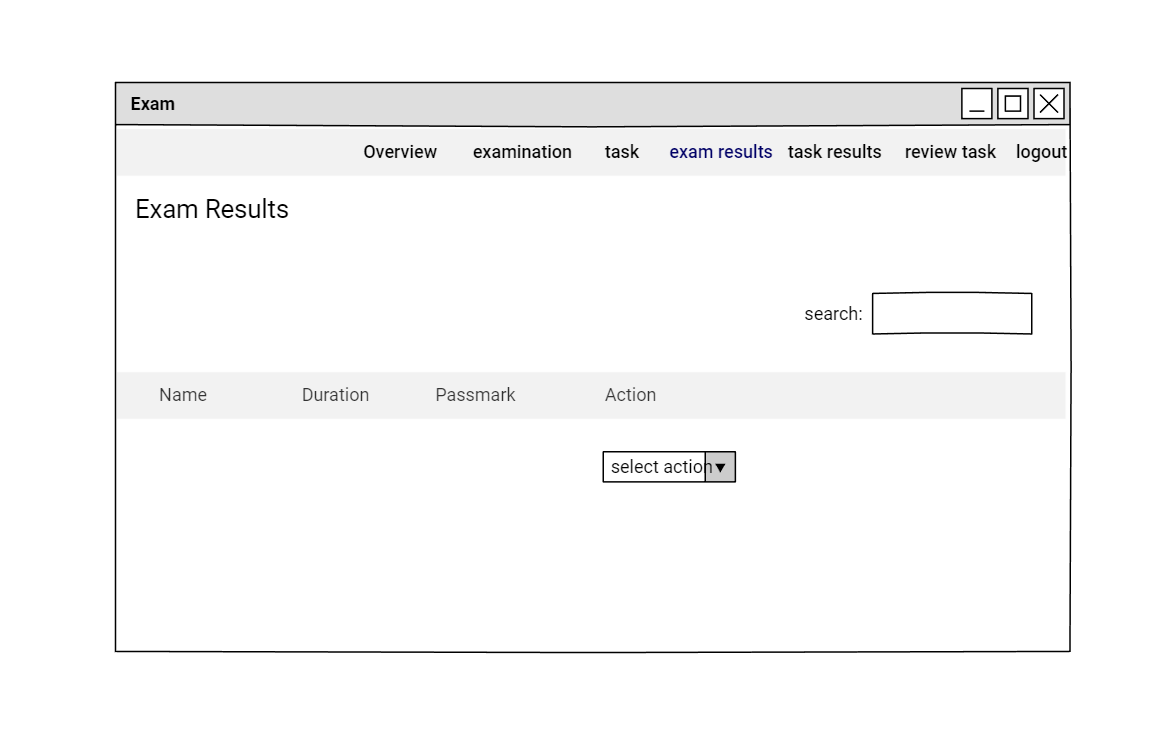 Exam
Overview examination task exam results task results review task logout
Exam Results
search:
Name Duration Passmark Action
select action